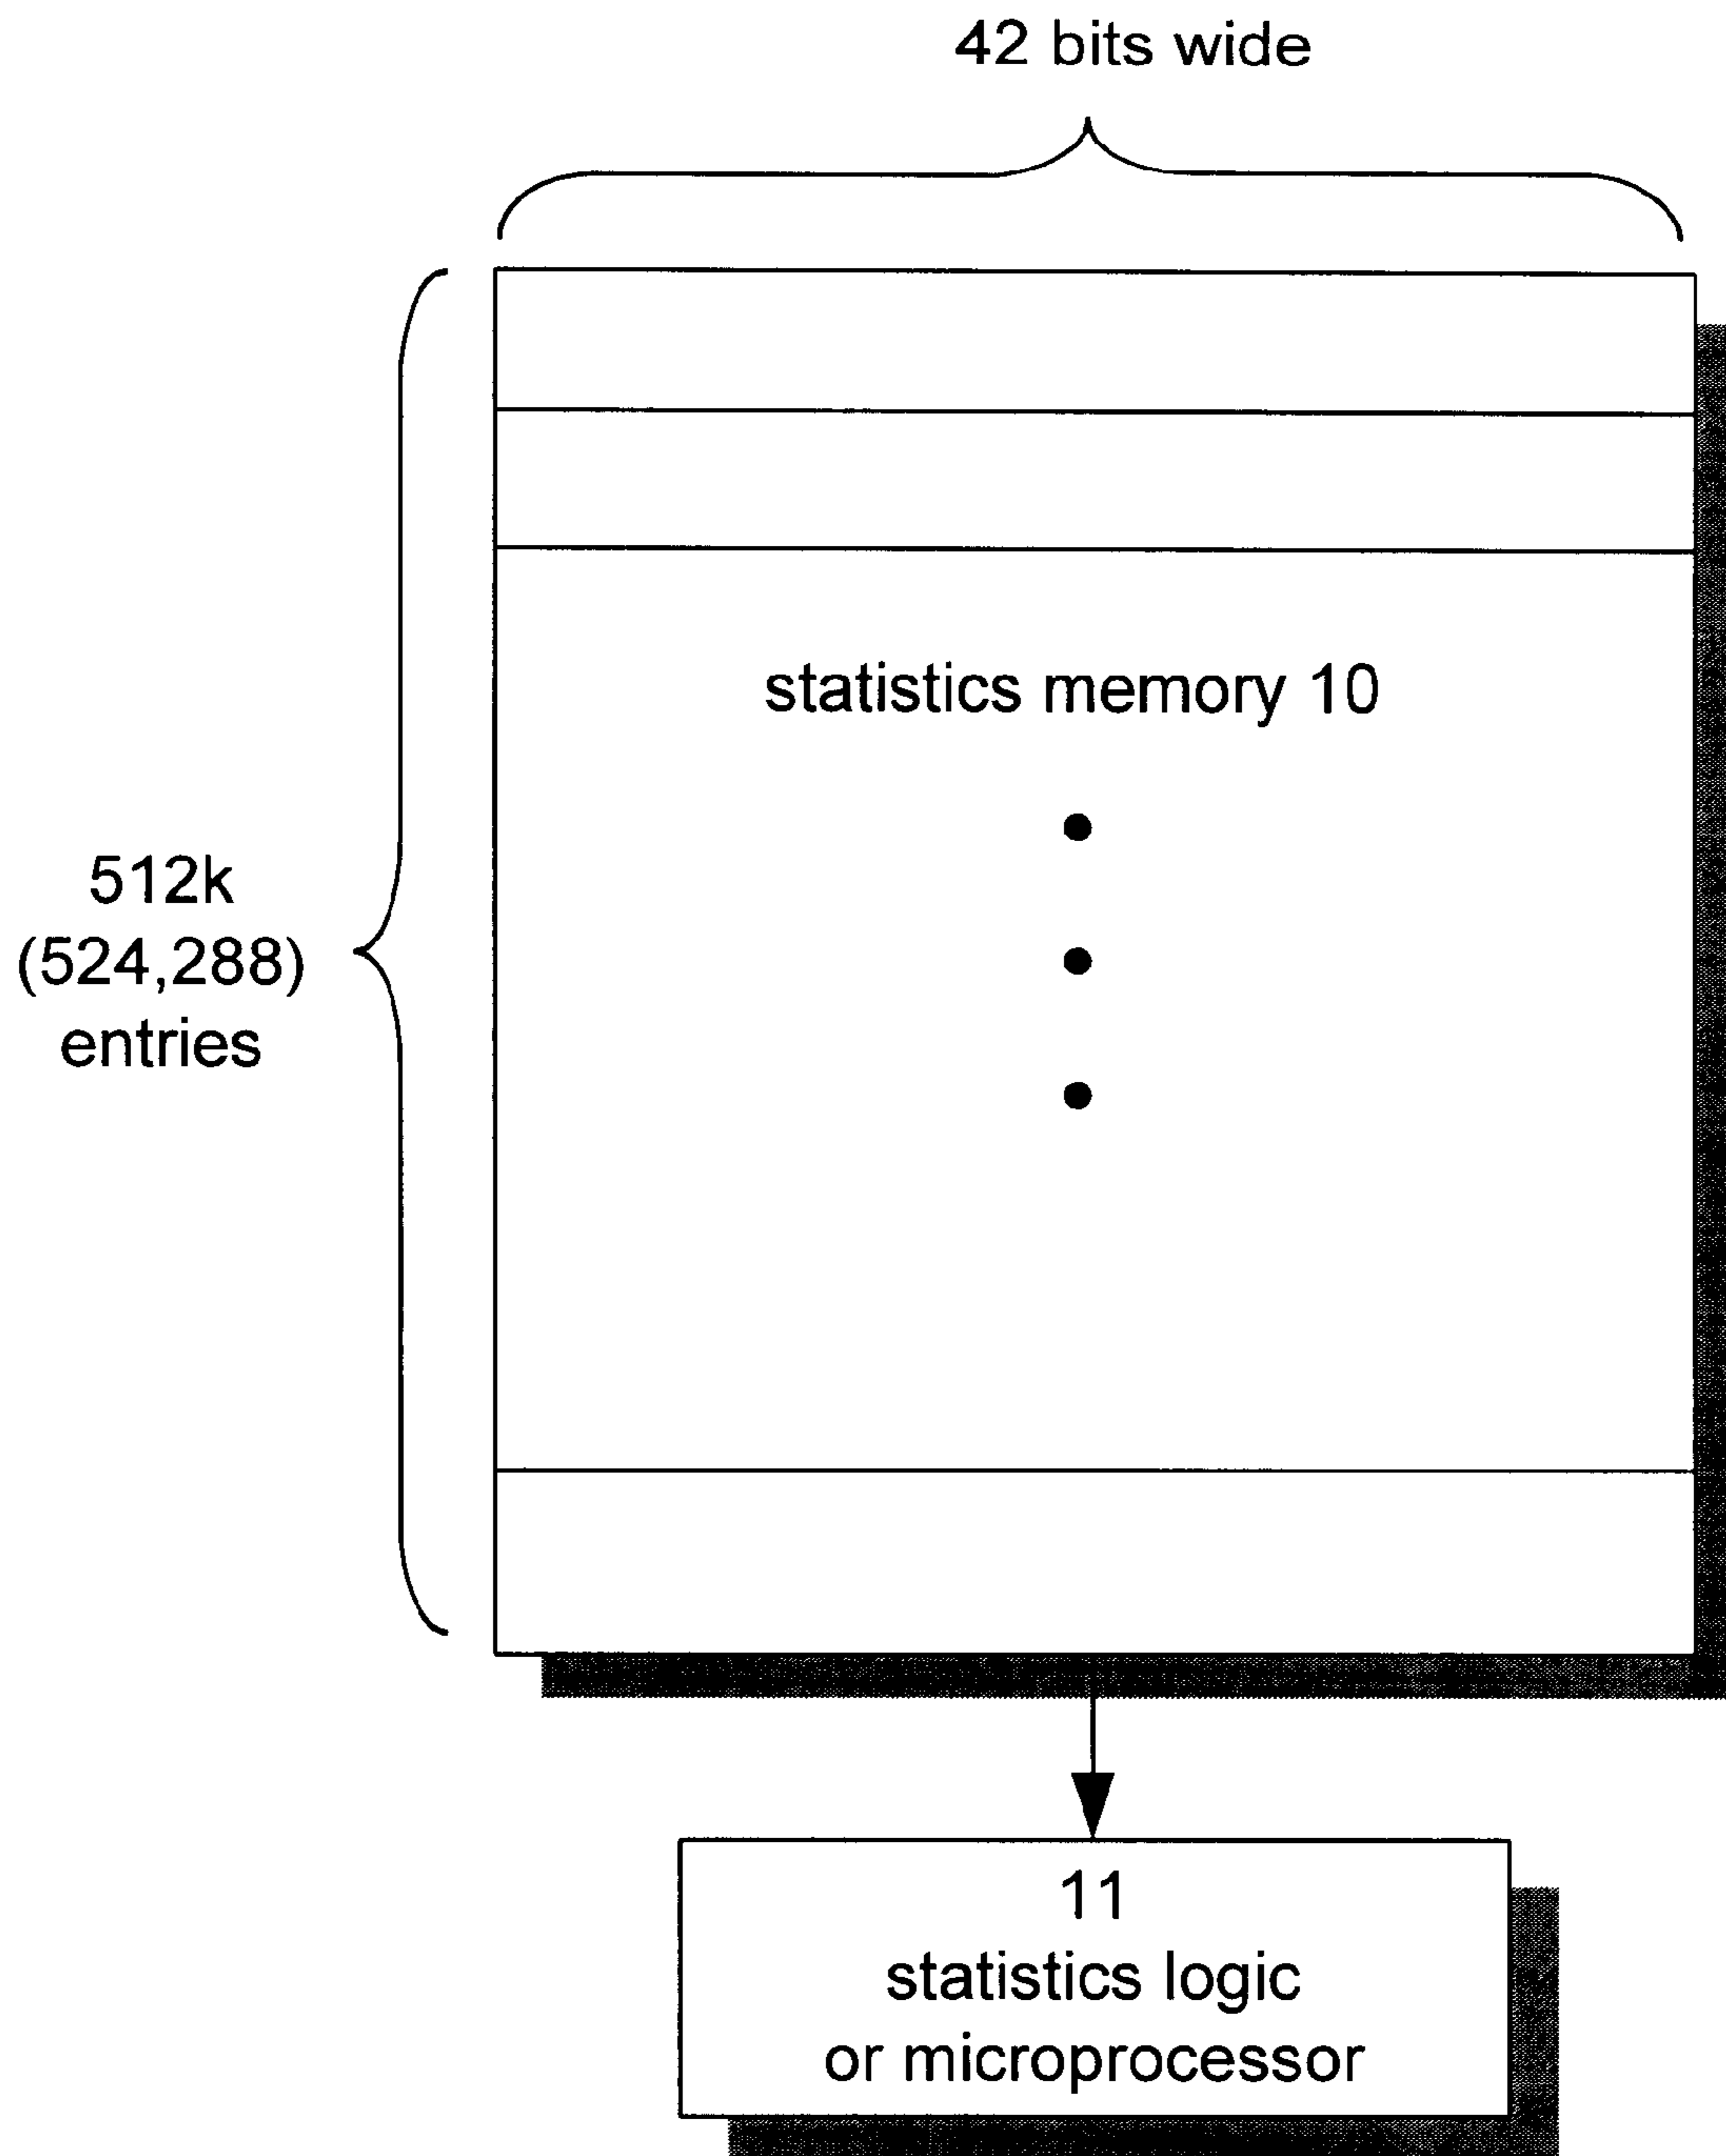 42 bits wide
statistics memory 10
512k
(524,288)
entries
11
statistics logic
or microprocessor